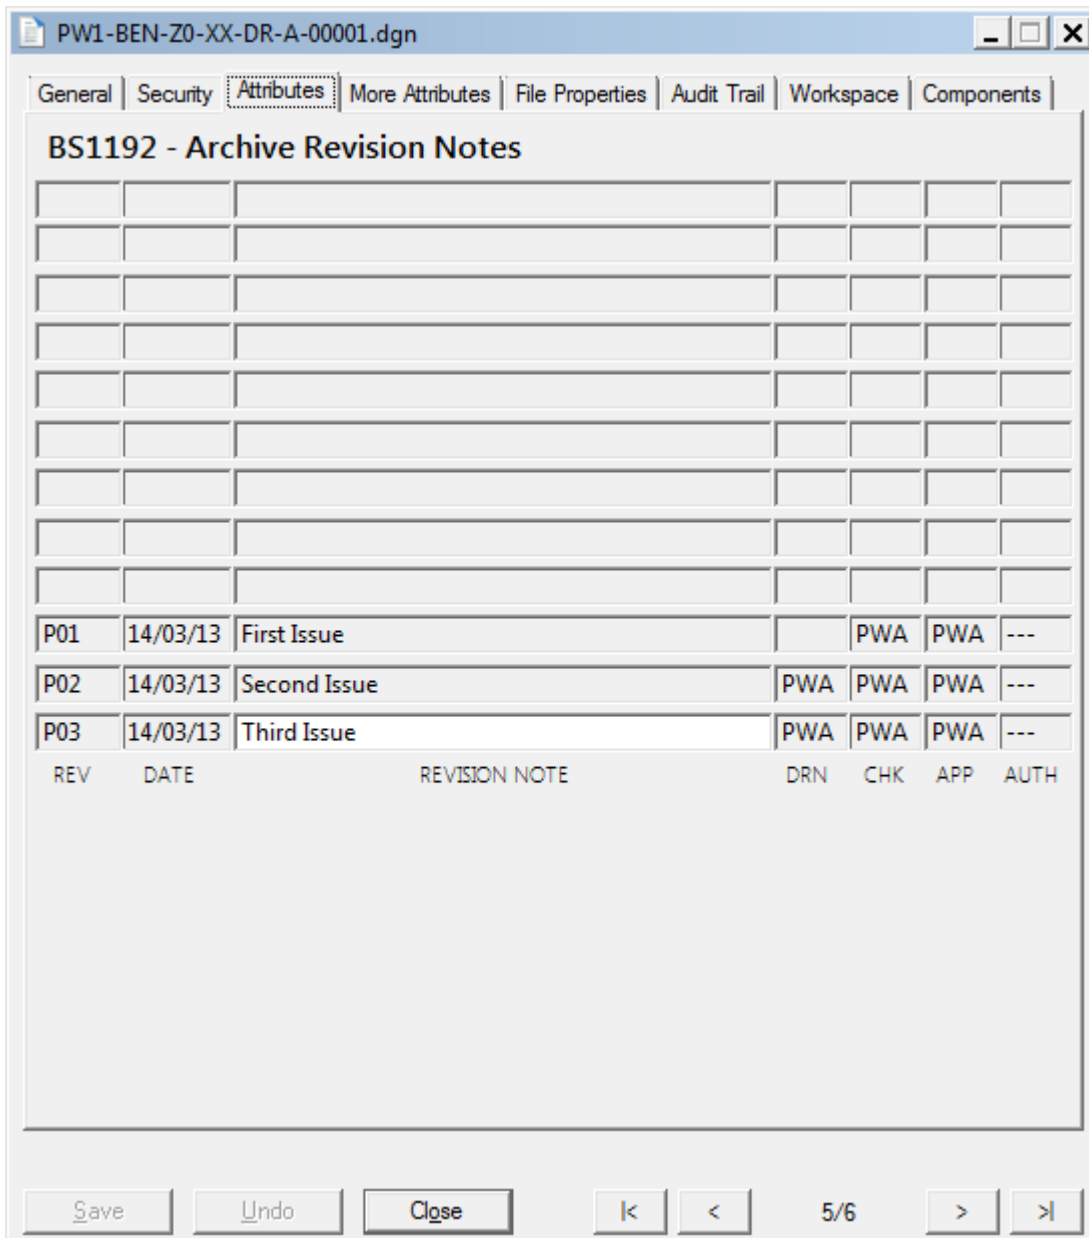 PW1-BEN-Z0-XX-DR-A-00001.dgn
General Security Attributes More Attributes File Properties Audit Trail Workspace Components
BS1192 - Archive Revision Notes
P01 14/03/13 First Issue PWA PWA ---
P02 14/03/13 Second Issue PWA PWA PWA ---
P03 14/03/13 Third Issue PWA PWA PWA ---
REV DATE REVISION NOTE DRN CHK APP AUTH
Save Undo Close |< < 5/6 > >|